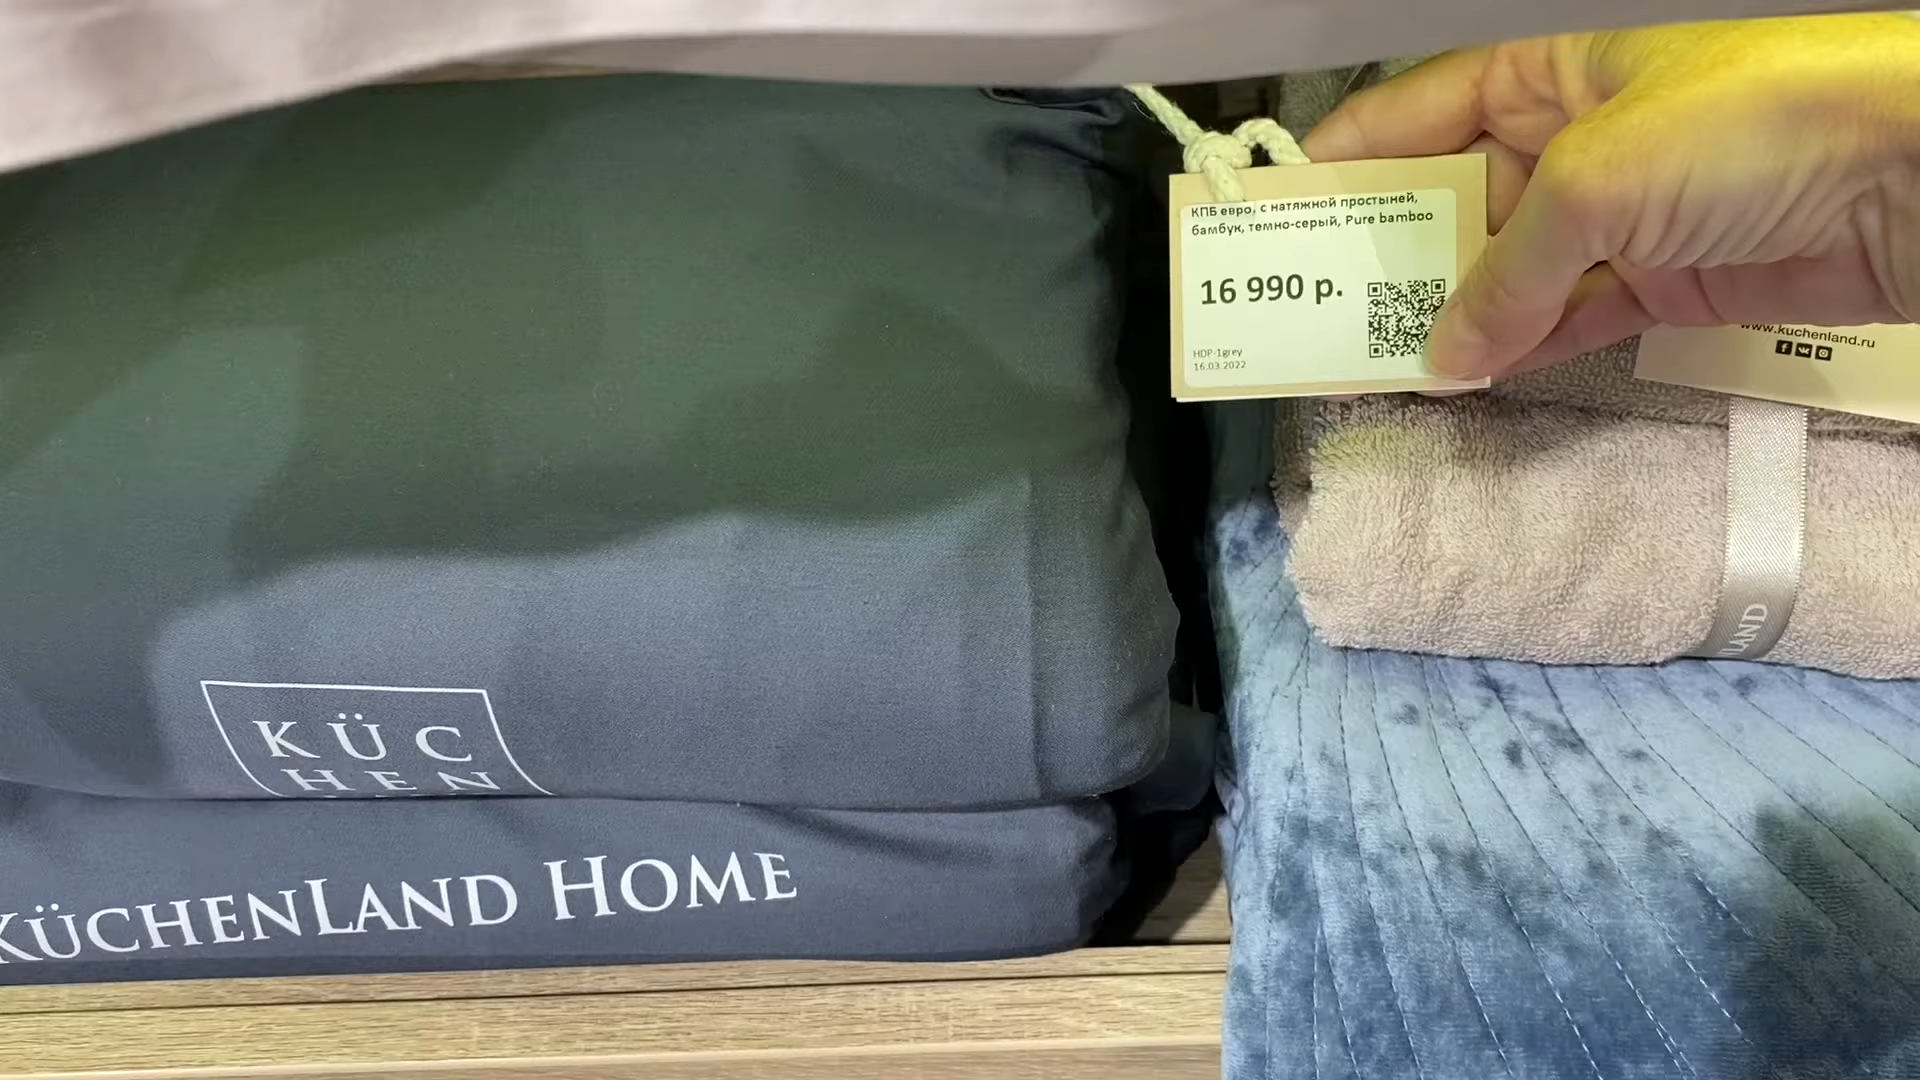 КПБ евро, с натяжной простыней,
бамбук, темно-серый, Pure bamboo
16 990 р.
HDP-1grey
16.03.2022
www.kuchenland.ru
KÜC
HEN
KÜCHENLAND HOME
LAND